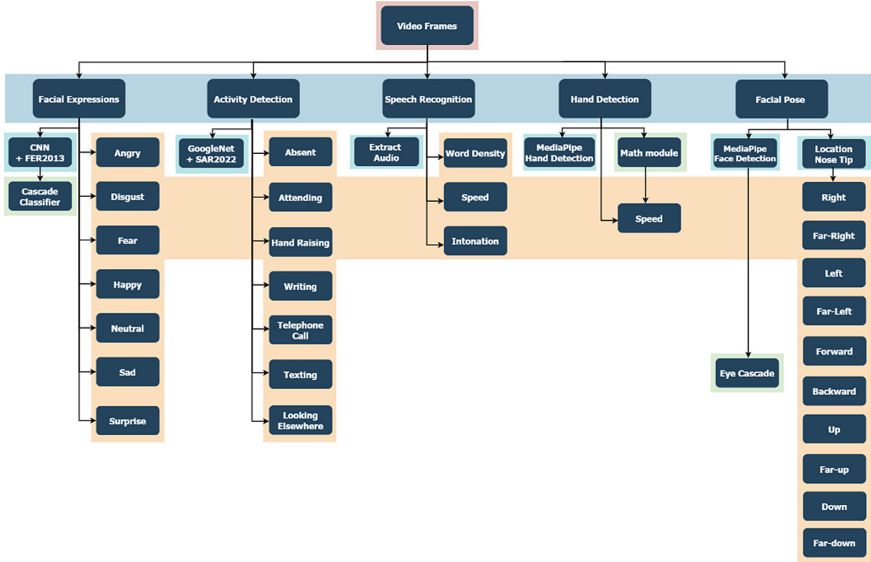 Video Frames
Facial Expressions
Activity Detection
Speech Recognition
Hand Detection
Facial Pose
CNN
+ FER2013
Cascade
Classifier
Angry
Disgust
Fear
Happy
Neutral
Sad
Surprise
GoogleNet
+ SAR2022
Absent
Attending
Hand Raising
Writing
Telephone
Call
Texting
Looking
Elsewhere
Extract
Audio
Word Density
Speed
Intonation
MediaPipe
Hand Detection
Math module
Speed
MediaPipe
Face Detection
Eye Cascade
Location
Nose Tip
Right
Far-Right
Left
Far-Left
Forward
Backward
Up
Far-up
Down
Far-down